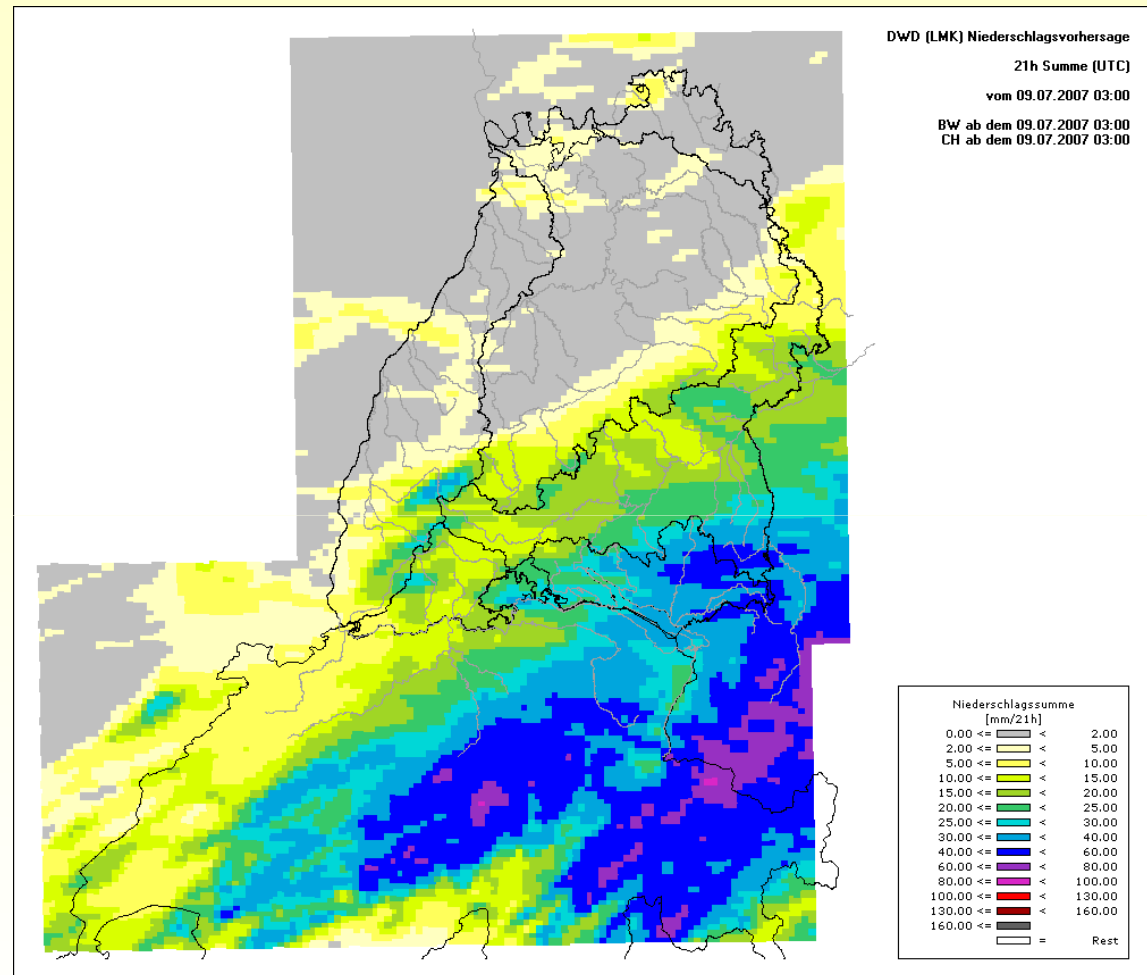 DWD (LMK) Niederschlagsvorhersage
21h Summe (UTC)
vom 09.07.2007 03:00
BW ab dem 09.07.2007 03:00
CH ab dem 09.07.2007 03:00
Niederschlagssumme
[mm/21h]
0.00 <= < 2.00
2.00 <= < 5.00
5.00 <= < 10.00
10.00 <= < 15.00
15.00 <= < 20.00
20.00 <= < 25.00
25.00 <= < 30.00
30.00 <= < 40.00
40.00 <= < 60.00
60.00 <= < 80.00
80.00 <= < 100.00
100.00 <= < 130.00
130.00 <= < 160.00
160.00 <=
= Rest